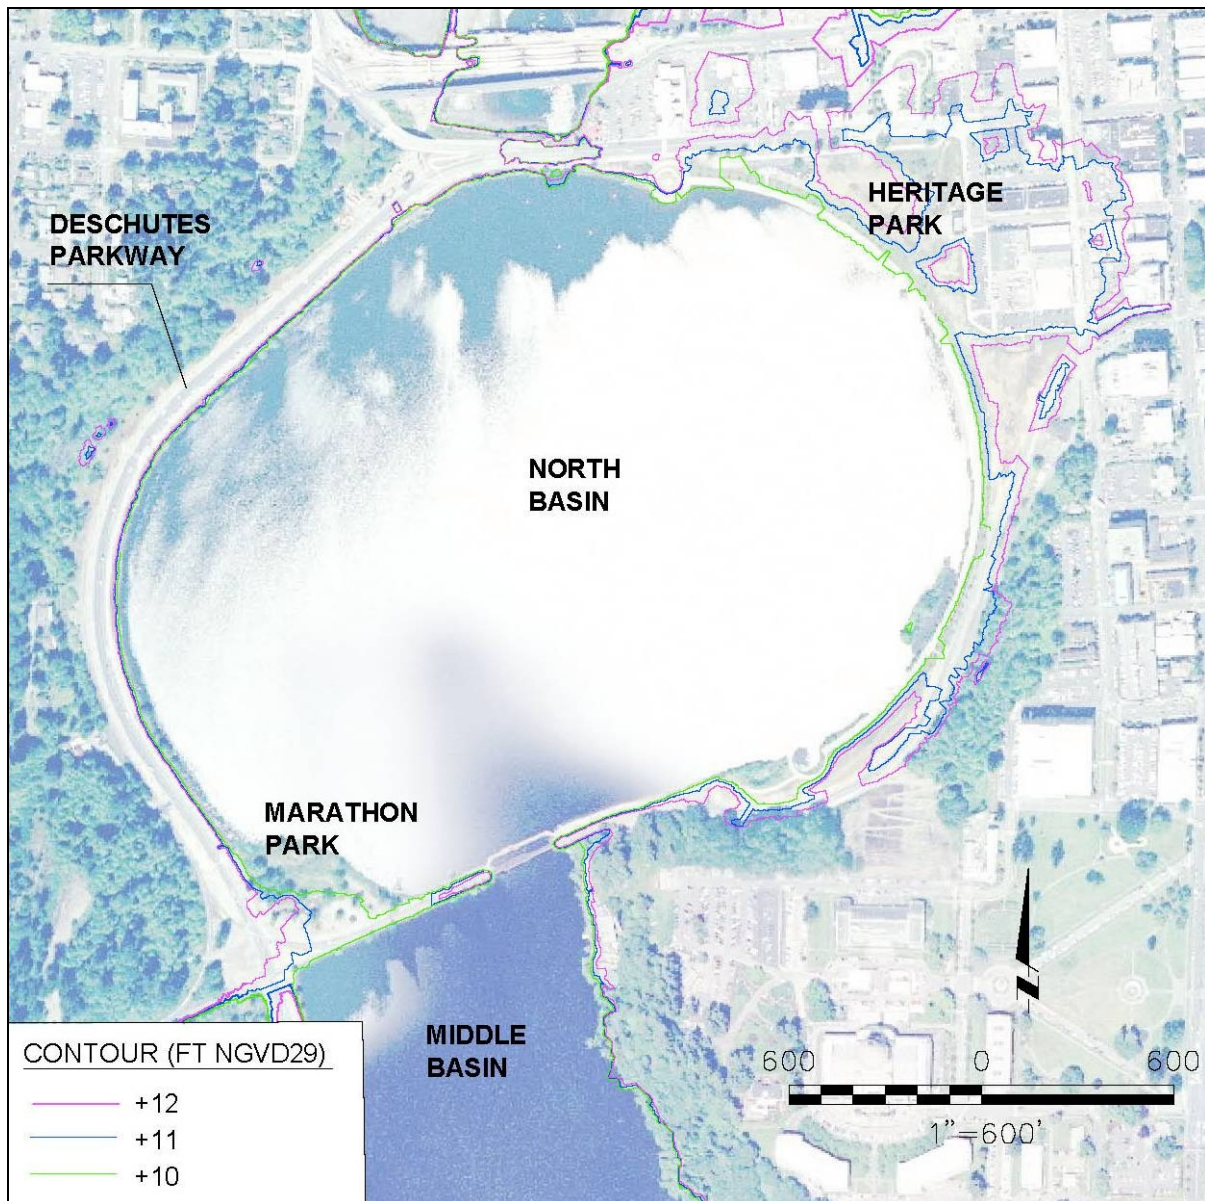 HERITAGE
PARK
DESCHUTES
PARKWAY
NORTH
BASIN
MARATHON
PARK
MIDDLE
BASIN
CONTOUR (FT NGVD29)
+12
+11
+10
600 0 600
1"=600'